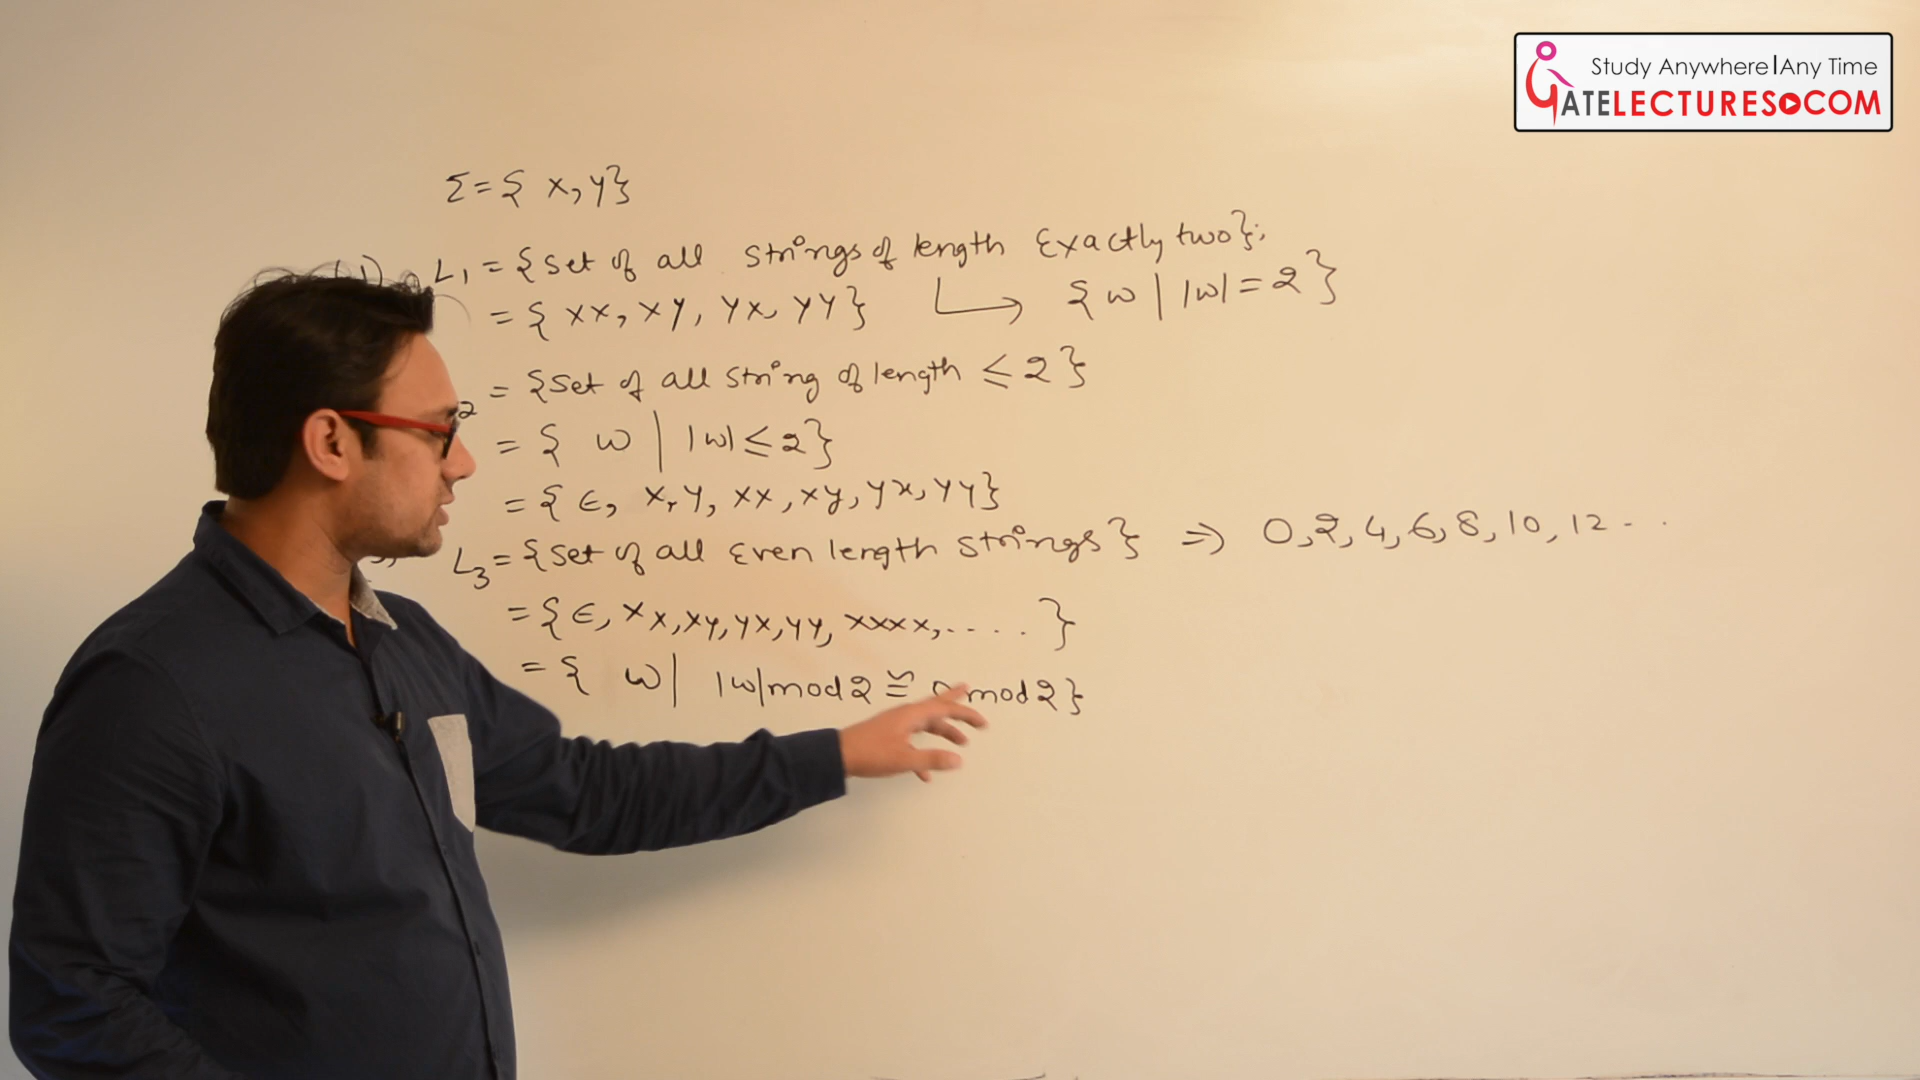 Study Anywhere|Any Time
GATELECTURES.COM
Σ = { x, y}
L₁ = {set of all strings of length Exactly two};
= { xx, xy, yx, yy} ↳ { w | |w| = 2 }
2 = {set of all string of length ≤ 2 }
= { w | |w| ≤ 2}
= { ϵ, x, y, xx, xy, yx, yy}
L₃ = {set of all Even length strings} ⇒ 0, 2, 4, 6, 8, 10, 12 - . .
= { ϵ, xx, xy, yx, yy, xxxx, . . . . . }
= { w | |w| mod 2 ≅ mod 2 }